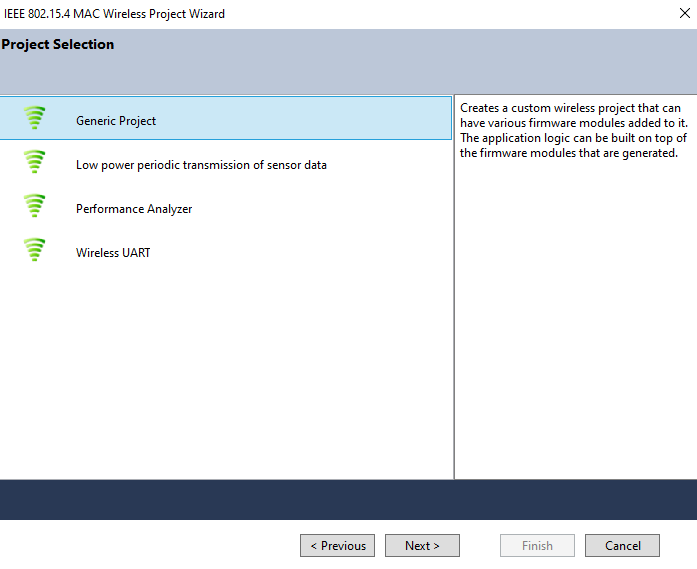 IEEE 802.15.4 MAC Wireless Project Wizard
Project Selection
Generic Project
Low power periodic transmission of sensor data
Performance Analyzer
Wireless UART
Creates a custom wireless project that can
have various firmware modules added to it.
The application logic can be built on top of
the firmware modules that are generated.
< Previous
Next >
Finish
Cancel